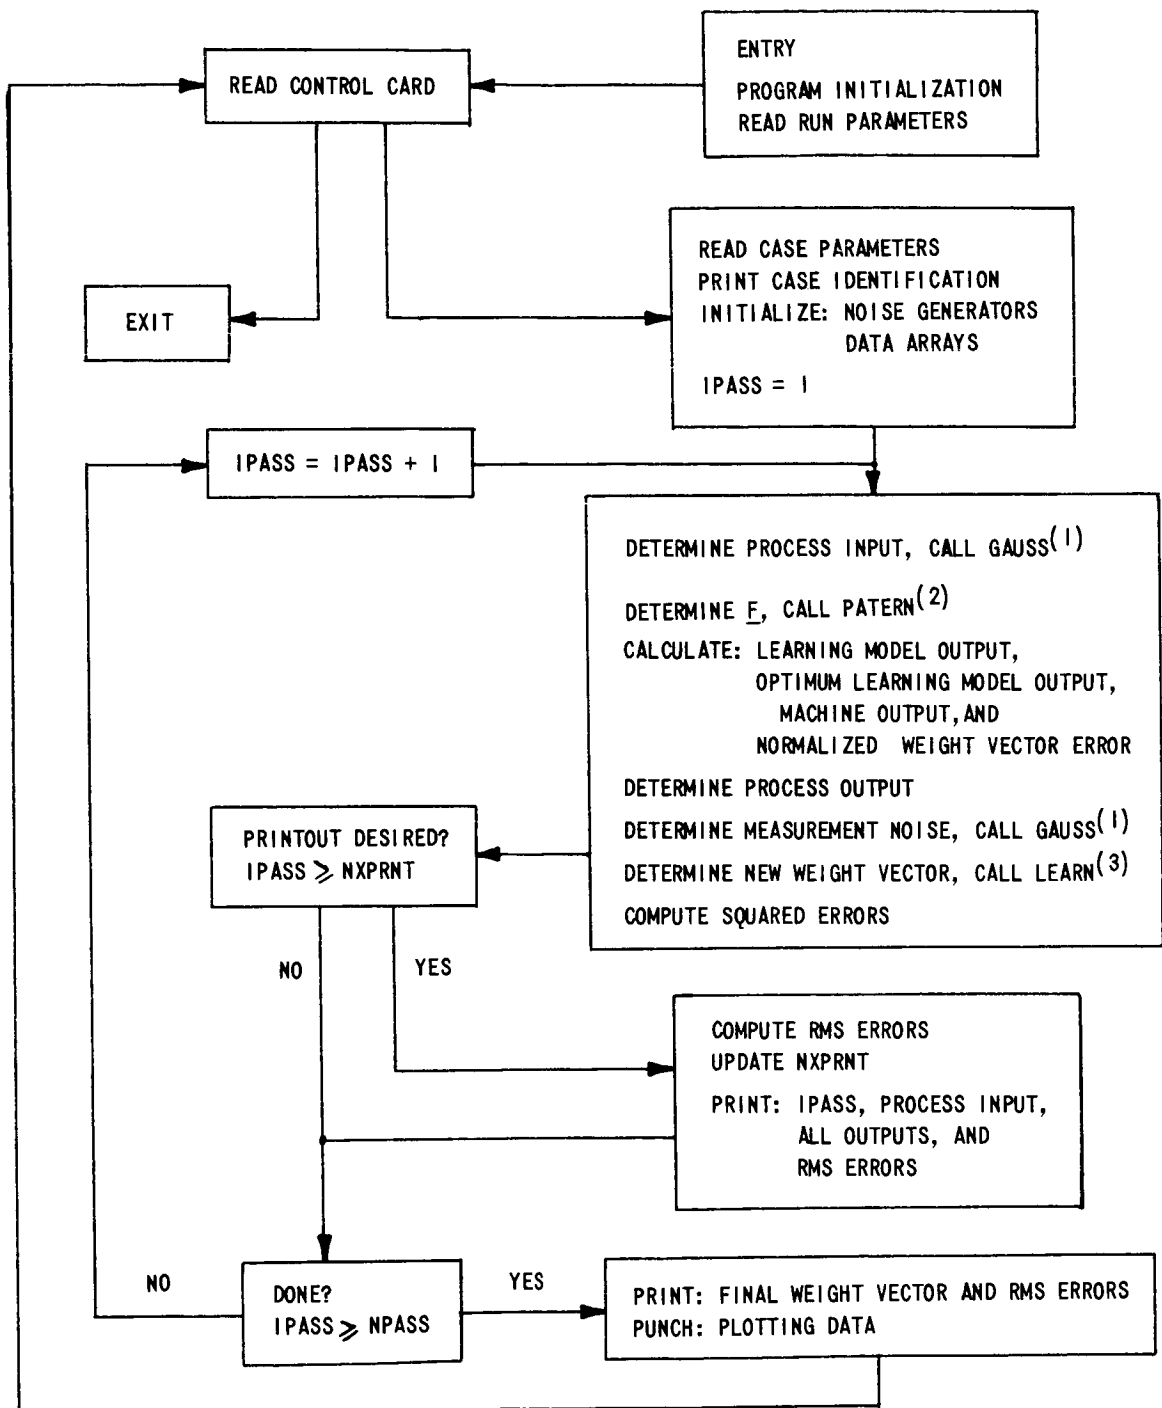 ENTRY
PROGRAM INITIALIZATION
READ RUN PARAMETERS
READ CONTROL CARD
EXIT
READ CASE PARAMETERS
PRINT CASE IDENTIFICATION
INITIALIZE: NOISE GENERATORS
DATA ARRAYS
IPASS = 1
IPASS = IPASS + 1
DETERMINE PROCESS INPUT, CALL GAUSS(1)
DETERMINE F, CALL PATERN(2)
CALCULATE: LEARNING MODEL OUTPUT,
OPTIMUM LEARNING MODEL OUTPUT,
MACHINE OUTPUT, AND
NORMALIZED WEIGHT VECTOR ERROR
DETERMINE PROCESS OUTPUT
DETERMINE MEASUREMENT NOISE, CALL GAUSS(1)
DETERMINE NEW WEIGHT VECTOR, CALL LEARN(3)
COMPUTE SQUARED ERRORS
PRINTOUT DESIRED?
IPASS ⩾ NXPRNT
NO
YES
COMPUTE RMS ERRORS
UPDATE NXPRNT
PRINT: IPASS, PROCESS INPUT,
ALL OUTPUTS, AND
RMS ERRORS
DONE?
IPASS ⩾ NPASS
NO
YES
PRINT: FINAL WEIGHT VECTOR AND RMS ERRORS
PUNCH: PLOTTING DATA